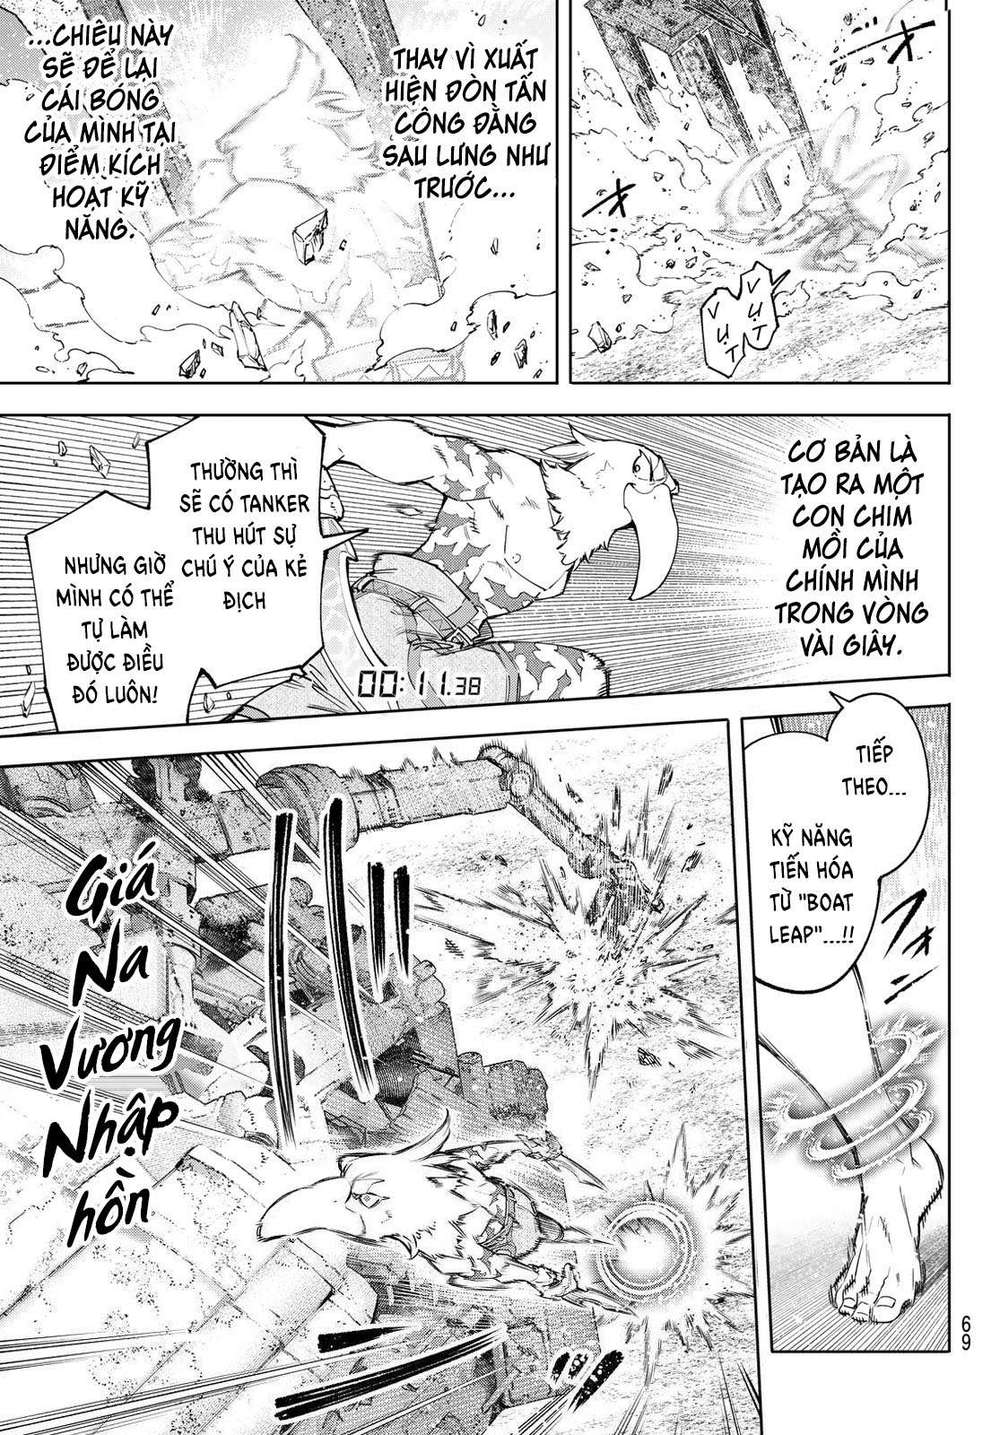 VỤT
VỤT
THAY VÌ XUẤT
HIỆN ĐÒN TẤN
CÔNG ĐẰNG
SAU LƯNG NHƯ
TRƯỚC...
...CHIÊU NÀY
SẼ ĐỂ LẠI
CÁI BÓNG
CỦA MÌNH TẠI
ĐIỂM KÍCH
HOẠT KỸ
NĂNG.
CƠ BẢN LÀ
TẠO RA MỘT
CON CHIM
MỒI CỦA
CHÍNH MÌNH
TRONG VÒNG
VÀI GIÂY.
THƯỜNG THÌ
SẼ CÓ TANKER
THU HÚT SỰ
CHÚ Ý CỦA KẺ
ĐỊCH
NHƯNG GIỜ
MÌNH CÓ THỂ
TỰ LÀM
ĐƯỢC ĐIỀU
ĐÓ LUÔN!
00:11.38
TIẾP
THEO...
KỸ NĂNG
TIẾN HÓA
TỪ "BOAT
LEAP"...!!
Giá
Na
Vương
Nhập
hồn
69